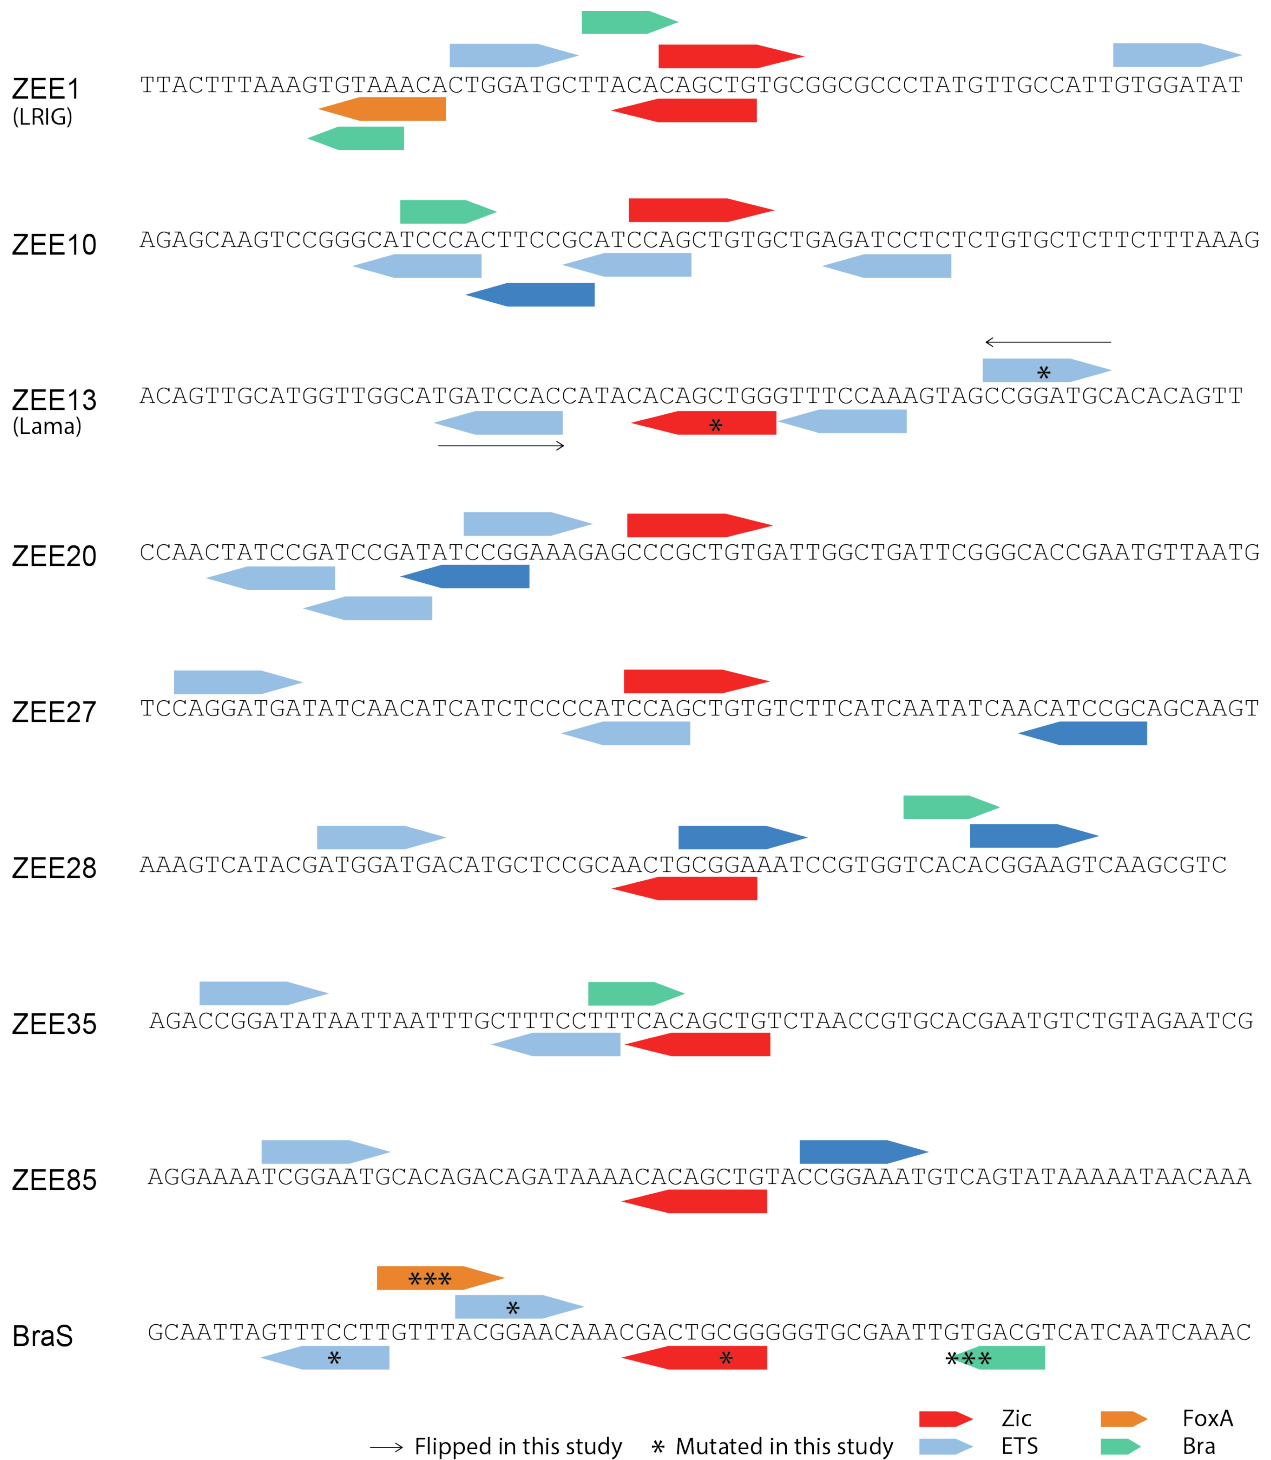 ZEE1 TTACTTTAAAGTGTAAACACTGGATGCTTACACAGCTGTGCGGCGCCCTATGTTGCCATTGTGGATAT
(LRIG)
ZEE10 AGAGCAAGTCCGGGCATCCCACTTCCGCATCCAGCTGTGCTGAGATCCTCTCTGTGCTCTTCTTTAAAG
ZEE13 ACAGTTGCATGGTTGGCATGATCCACCATACACAGCTGGGTTTCCAAAGTAGCCGGATGCACACAGTT
*
(Lama)
*
ZEE20 CCAACTATCCGATCCGATATCCGGAAAGAGCCCGCTGTGATTGGCTGATTCGGGCACCGAATGTTAATG
ZEE27 TCCAGGATGATATCAACATCATCTCCCCATCCAGCTGTGTCTTCATCAATATCAACATCCGCAGCAAGT
ZEE28 AAAGTCATACGATGGATGACATGCTCCGCAACTGCGGAAATCCGTGGTCACACGGAAGTCAAGCGTC
ZEE35 AGACCGGATATAATTAATTTGCTTTCCTTTCACAGCTGTCTAACCGTGCACGAATGTCTGTAGAATCG
ZEE85 AGGAAAATCGGAATGCACAGACAGATAAAACACAGCTGTACCGGAAATGTCAGTATAAAAATAACAAA
***
*
BraS GCAATTAGTTTCCTTGTTTACGGAACAAACGACTGCGGGGGTGCGAATTGTGACGTCATCAATCAAAC
* * ***
Zic FoxA
→ Flipped in this study * Mutated in this study ETS Bra